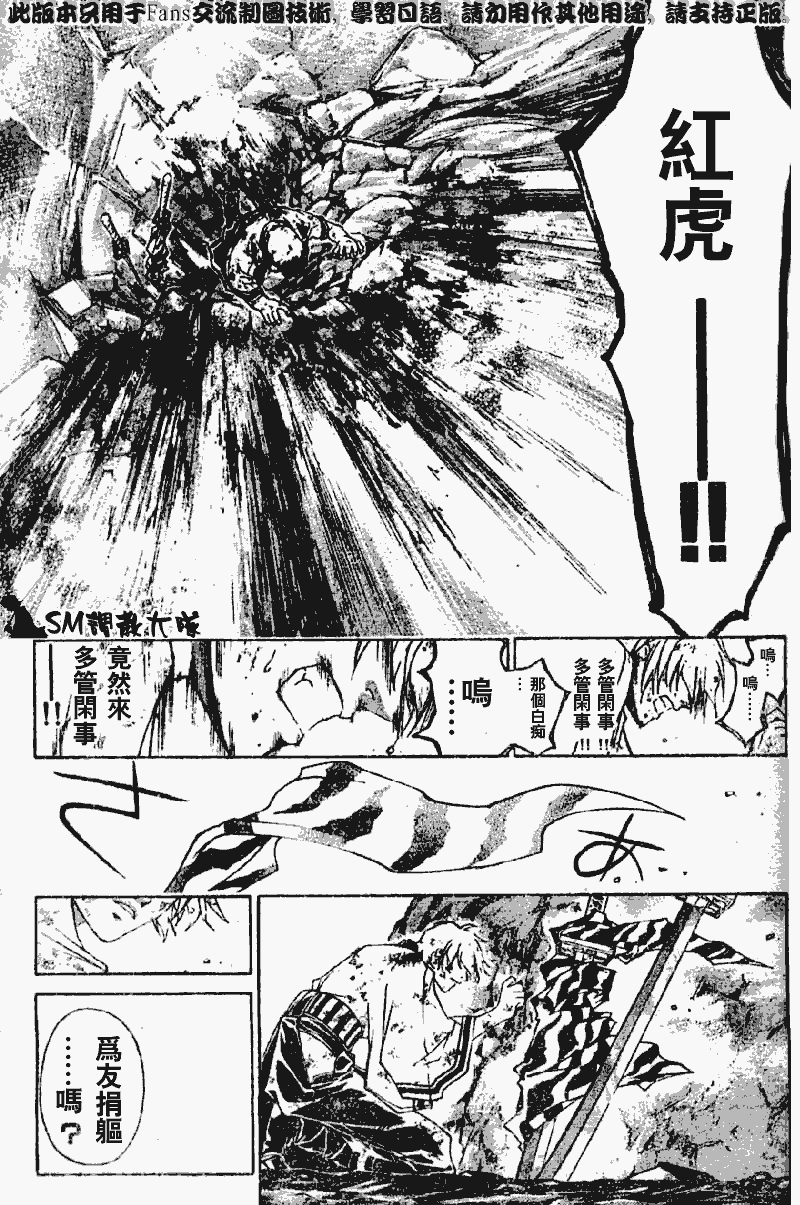 此版本只用于Fans交流制圖技術, 學習日語. 請勿用作其他用途, 請支持正版.
紅虎
——!!
SM調教大隊
嗚…
嗚……
多管閑事!!
多管閑事!!
那個白痴
…
嗚
……
竟然來
多管閑事
——!!
爲友捐軀
……嗎?